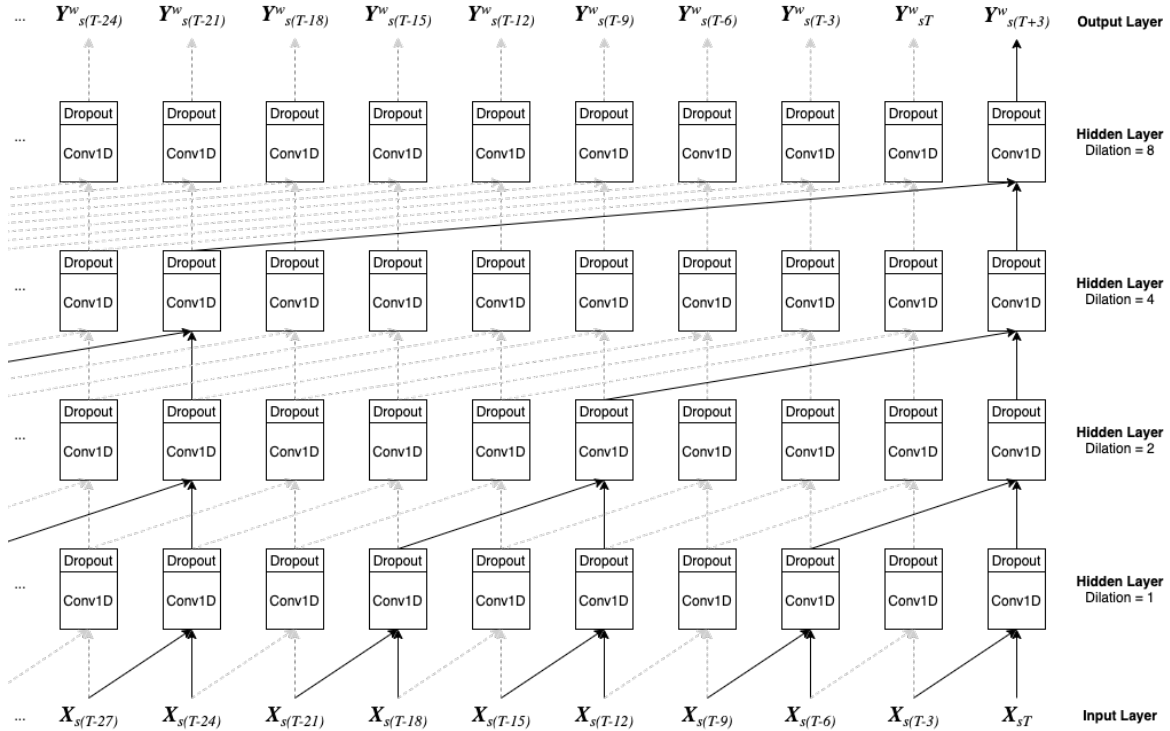 ... Y^w_s(T-24) Y^w_s(T-21) Y^w_s(T-18) Y^w_s(T-15) Y^w_s(T-12) Y^w_s(T-9) Y^w_s(T-6) Y^w_s(T-3) Y^w_sT Y^w_s(T+3) Output Layer
Dropout Dropout Dropout Dropout Dropout Dropout Dropout Dropout Dropout Dropout
... Hidden Layer
Conv1D Conv1D Conv1D Conv1D Conv1D Conv1D Conv1D Conv1D Conv1D Conv1D Dilation = 8
Dropout Dropout Dropout Dropout Dropout Dropout Dropout Dropout Dropout Dropout
... Hidden Layer
Conv1D Conv1D Conv1D Conv1D Conv1D Conv1D Conv1D Conv1D Conv1D Conv1D Dilation = 4
Dropout Dropout Dropout Dropout Dropout Dropout Dropout Dropout Dropout Dropout
... Hidden Layer
Conv1D Conv1D Conv1D Conv1D Conv1D Conv1D Conv1D Conv1D Conv1D Conv1D Dilation = 2
Dropout Dropout Dropout Dropout Dropout Dropout Dropout Dropout Dropout Dropout
... Hidden Layer
Conv1D Conv1D Conv1D Conv1D Conv1D Conv1D Conv1D Conv1D Conv1D Conv1D Dilation = 1
... X_s(T-27) X_s(T-24) X_s(T-21) X_s(T-18) X_s(T-15) X_s(T-12) X_s(T-9) X_s(T-6) X_s(T-3) X_sT Input Layer